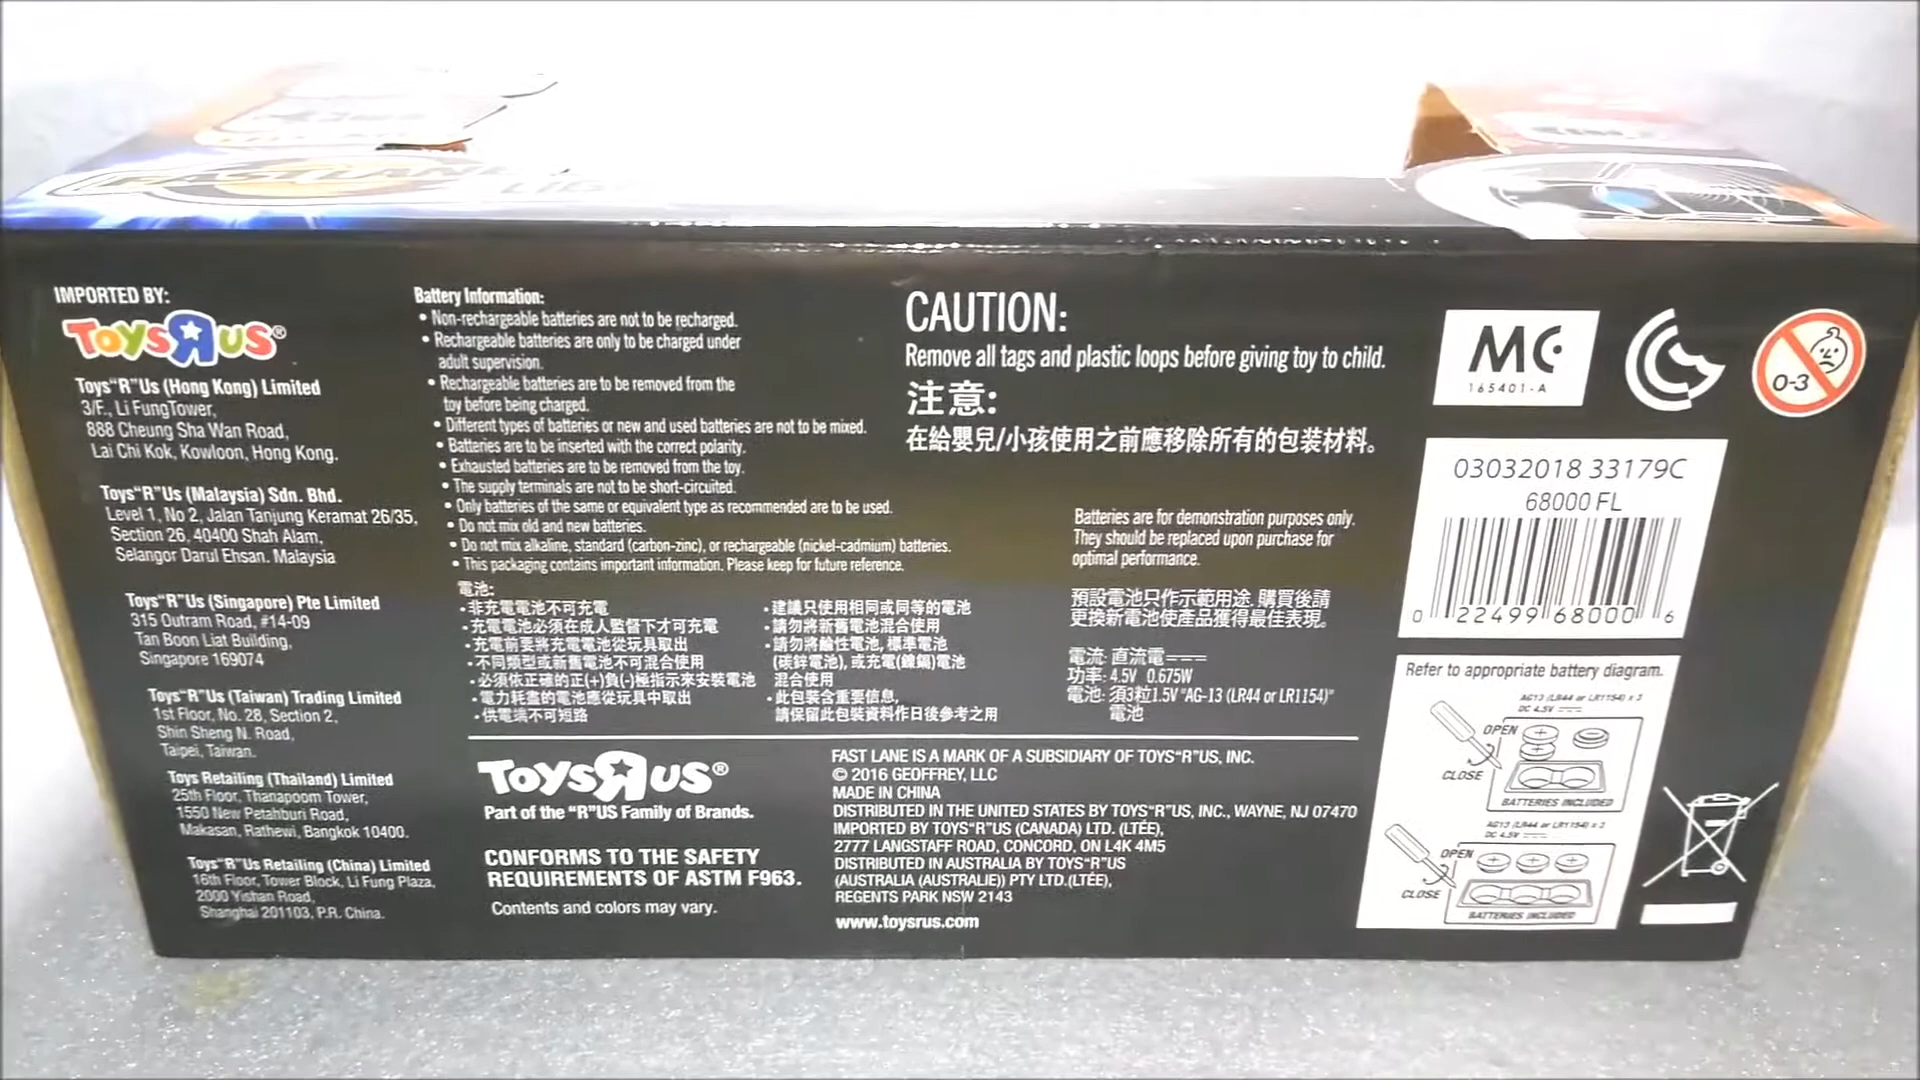 FAST LANE
IMPORTED BY:
TOYSRUS®
Toys“R”Us (Hong Kong) Limited
3/F., Li FungTower,
888 Cheung Sha Wan Road,
Lai Chi Kok, Kowloon, Hong Kong.
Toys“R”Us (Malaysia) Sdn. Bhd.
Level 1, No 2, Jalan Tanjung Keramat 26/35,
Section 26, 40400 Shah Alam,
Selangor Darul Ehsan. Malaysia
Toys“R”Us (Singapore) Pte Limited
315 Outram Road, #14-09
Tan Boon Liat Building,
Singapore 169074
Toys“R”Us (Taiwan) Trading Limited
1st Floor, No. 28, Section 2,
Shin Sheng N. Road,
Taipei, Taiwan.
Toys Retailing (Thailand) Limited
25th Floor, Thanapoom Tower,
1550 New Petahburi Road,
Makasan, Rathewi, Bangkok 10400.
Toys“R”Us Retailing (China) Limited
16th Floor, Tower Block, Li Fung Plaza,
2000 Yishan Road,
Shanghai 201103, P.R. China.
Battery Information:
• Non-rechargeable batteries are not to be recharged.
• Rechargeable batteries are only to be charged under
adult supervision.
• Rechargeable batteries are to be removed from the
toy before being charged.
• Different types of batteries or new and used batteries are not to be mixed.
• Batteries are to be inserted with the correct polarity.
• Exhausted batteries are to be removed from the toy.
• The supply terminals are not to be short-circuited.
• Only batteries of the same or equivalent type as recommended are to be used.
• Do not mix old and new batteries.
• Do not mix alkaline, standard (carbon-zinc), or rechargeable (nickel-cadmium) batteries.
• This packaging contains important information. Please keep for future reference.
電池:
•非充電電池不可充電
•充電電池必須在成人監督下才可充電
•充電前要將充電電池從玩具取出
•不同類型或新舊電池不可混合使用
•必須依正確的正(+)負(-)極指示來安裝電池
•電力耗盡的電池應從玩具中取出
•供電端不可短路
•建議只使用相同或同等的電池
•請勿將新舊電池混合使用
•請勿將鹼性電池, 標準電池
(碳鋅電池), 或充電(鎳鎘)電池
混合使用
•此包裝含重要信息,
請保留此包裝資料作日後參考之用
CAUTION:
Remove all tags and plastic loops before giving toy to child.
注意:
在給嬰兒/小孩使用之前應移除所有的包裝材料。
Batteries are for demonstration purposes only.
They should be replaced upon purchase for
optimal performance.
預設電池只作示範用途. 購買後請
更換新電池使產品獲得最佳表現。
電流: 直流電
功率: 4.5V 0.675W
電池: 須3粒1.5V "AG-13 (LR44 or LR1154)"
電池
TOYSRUS®
Part of the “R”US Family of Brands.
CONFORMS TO THE SAFETY
REQUIREMENTS OF ASTM F963.
Contents and colors may vary.
FAST LANE IS A MARK OF A SUBSIDIARY OF TOYS“R”US, INC.
© 2016 GEOFFREY, LLC
MADE IN CHINA
DISTRIBUTED IN THE UNITED STATES BY TOYS“R”US, INC., WAYNE, NJ 07470
IMPORTED BY TOYS“R”US (CANADA) LTD. (LTÉE),
2777 LANGSTAFF ROAD, CONCORD, ON L4K 4M5
DISTRIBUTED IN AUSTRALIA BY TOYS“R”US
(AUSTRALIA (AUSTRALIE)) PTY LTD.(LTÉE),
REGENTS PARK NSW 2143
www.toysrus.com
MC
165401-A
0-3
03032018 33179C
68000 FL
0 22499 68000 6
Refer to appropriate battery diagram.
AG13 (LR44 or LR1154) x 3
DC 4.5V
OPEN
CLOSE
BATTERIES INCLUDED
AG13 (LR44 or LR1154) x 3
DC 4.5V
OPEN
CLOSE
BATTERIES INCLUDED